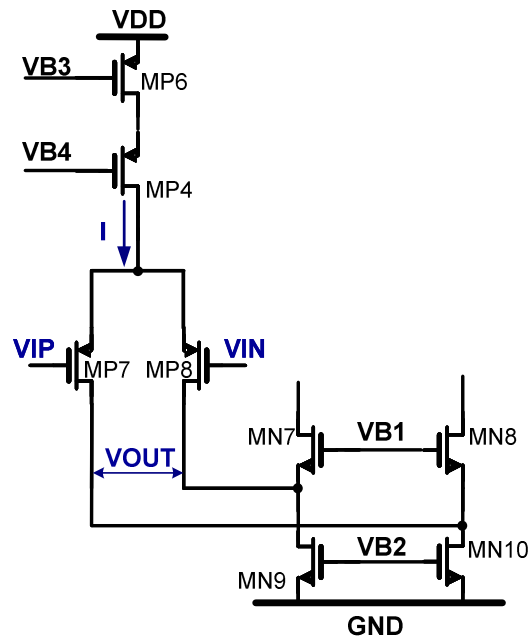 VDD
VB3
MP6
VB4
MP4
I
VIP
MP7
MP8
VIN
VOUT
MN7
VB1
MN8
MN9
VB2
MN10
GND